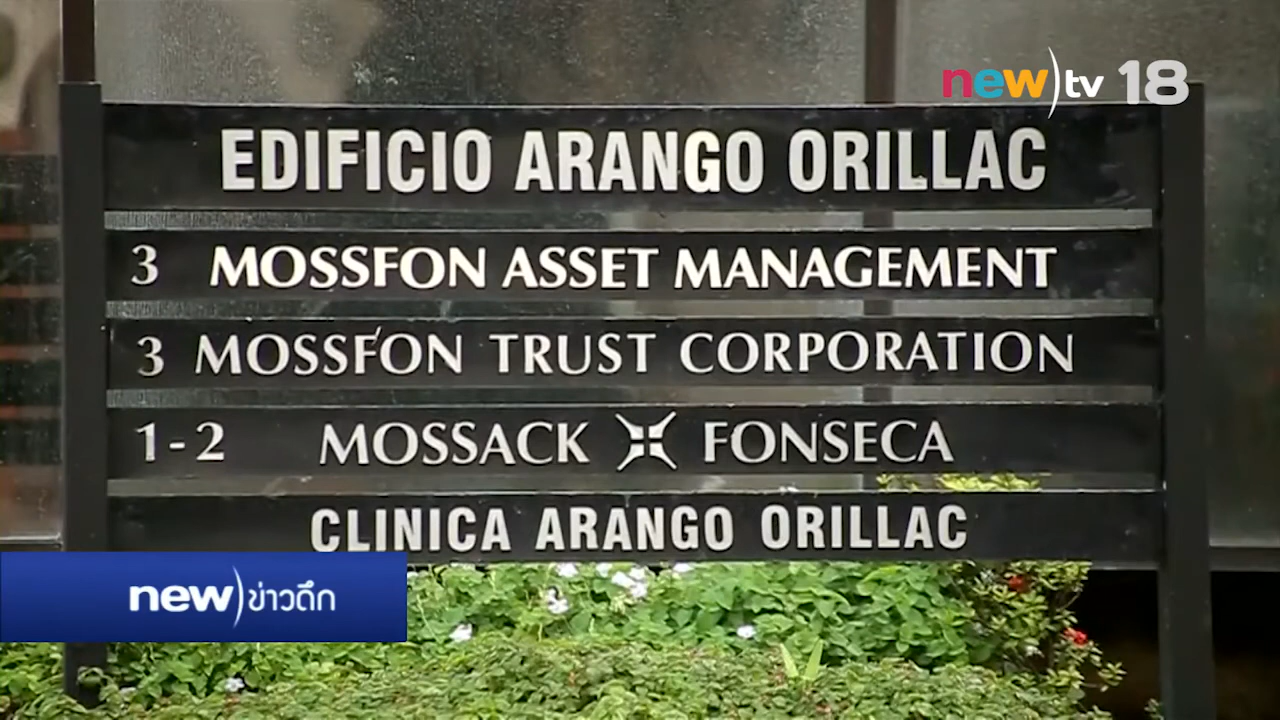 new)tv 18
EDIFICIO ARANGO ORILLAC
3 MOSSFON ASSET MANAGEMENT
3 MOSSFON TRUST CORPORATION
1-2 MOSSACK FONSECA
CLINICA ARANGO ORILLAC
new)ข่าวดึก